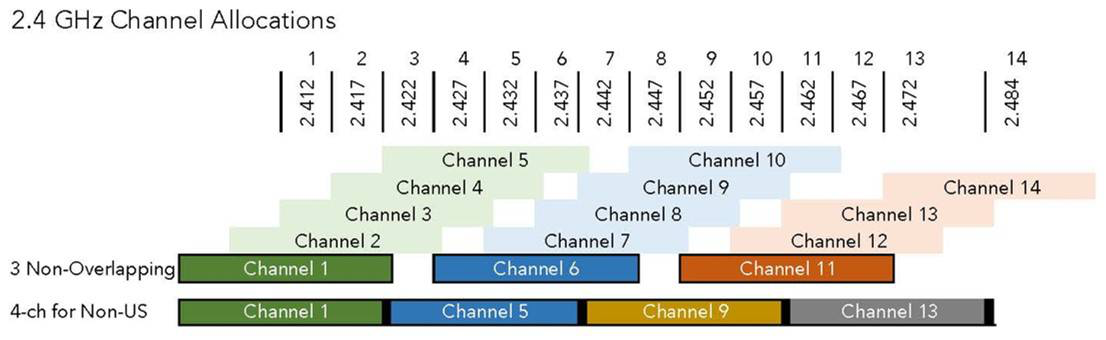 2.4 GHz Channel Allocations
1 2 3 4 5 6 7 8 9 10 11 12 13 14
2.412 2.417 2.422 2.427 2.432 2.437 2.442 2.447 2.452 2.457 2.462 2.467 2.472 2.484
Channel 5 Channel 10
Channel 4 Channel 9 Channel 14
Channel 3 Channel 8 Channel 13
Channel 2 Channel 7 Channel 12
3 Non-Overlapping Channel 1 Channel 6 Channel 11
4-ch for Non-US Channel 1 Channel 5 Channel 9 Channel 13